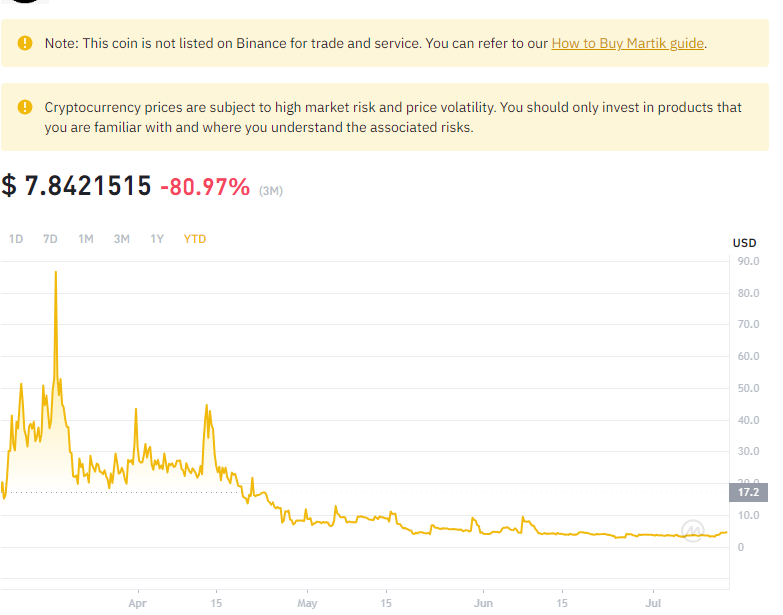 Note: This coin is not listed on Binance for trade and service. You can refer to our How to Buy Martik guide.
Cryptocurrency prices are subject to high market risk and price volatility. You should only invest in products that
you are familiar with and where you understand the associated risks.
$ 7.8421515 -80.97% (3M)
1D 7D 1M 3M 1Y YTD
USD
90.0
80.0
70.0
60.0
50.0
40.0
30.0
20.0
17.2
10.0
0
Apr 15 May 15 Jun 15 Jul